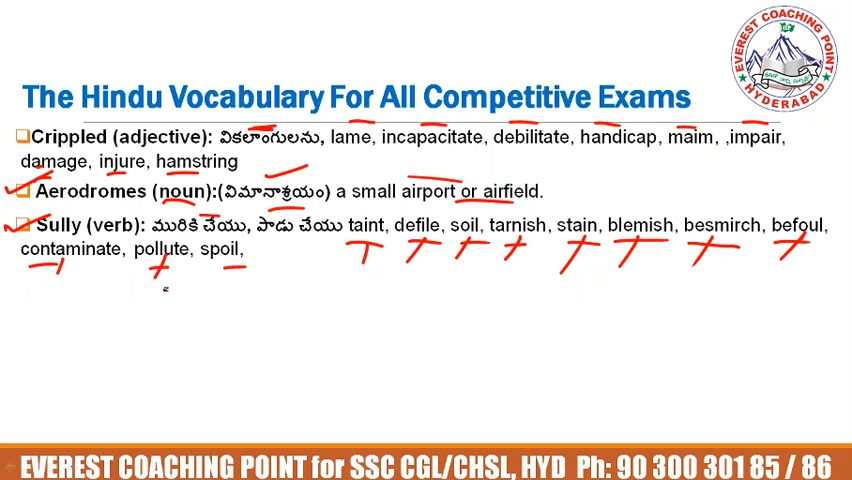 EVEREST COACHING POINT
HYDERABAD
The Hindu Vocabulary For All Competitive Exams
Crippled (adjective): వికలాంగులను, lame, incapacitate, debilitate, handicap, maim, ,impair,
damage, injure, hamstring
Aerodromes (noun):(విమానాశ్రయం) a small airport or airfield.
Sully (verb): మురికి చేయు, పాడు చేయు taint, defile, soil, tarnish, stain, blemish, besmirch, befoul,
contaminate, pollute, spoil,
EVEREST COACHING POINT for SSC CGL/CHSL, HYD Ph: 90 300 301 85 / 86